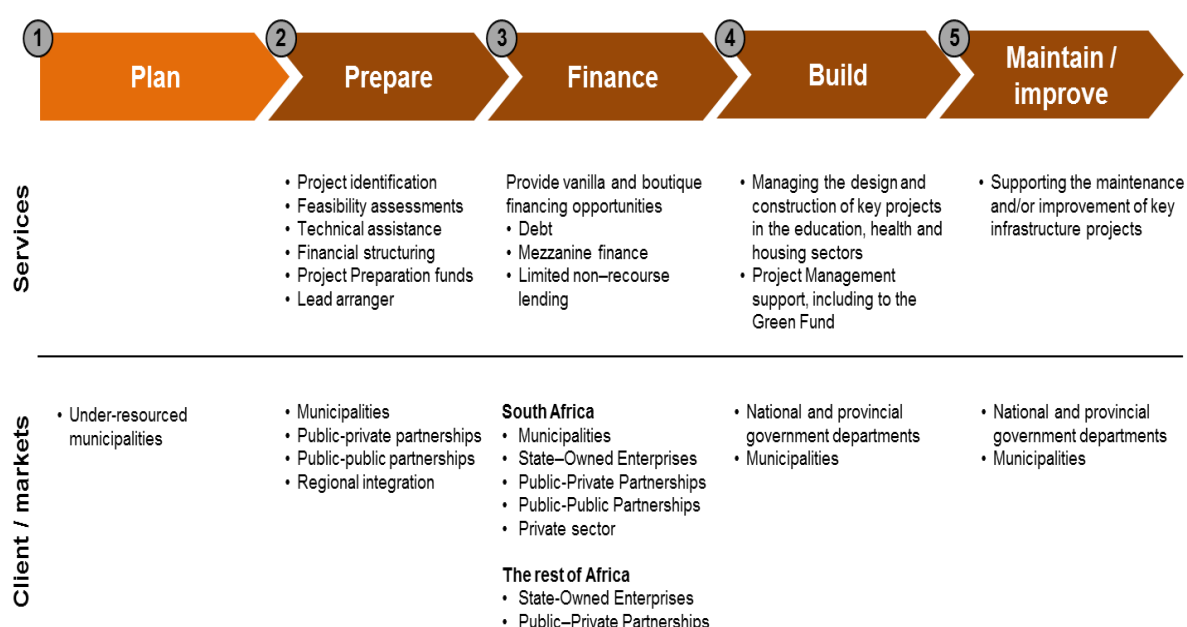 1
Plan
2
Prepare
3
Finance
4
Build
5
Maintain /
improve
Services
• Project identification
• Feasibility assessments
• Technical assistance
• Financial structuring
• Project Preparation funds
• Lead arranger
Provide vanilla and boutique
financing opportunities
• Debt
• Mezzanine finance
• Limited non–recourse
lending
• Managing the design and
construction of key projects
in the education, health and
housing sectors
• Project Management
support, including to the
Green Fund
• Supporting the maintenance
and/or improvement of key
infrastructure projects
Client / markets
• Under-resourced
municipalities
• Municipalities
• Public-private partnerships
• Public-public partnerships
• Regional integration
South Africa
• Municipalities
• State–Owned Enterprises
• Public-Private Partnerships
• Public-Public Partnerships
• Private sector
The rest of Africa
• State-Owned Enterprises
• Public–Private Partnerships
• National and provincial
government departments
• Municipalities
• National and provincial
government departments
• Municipalities